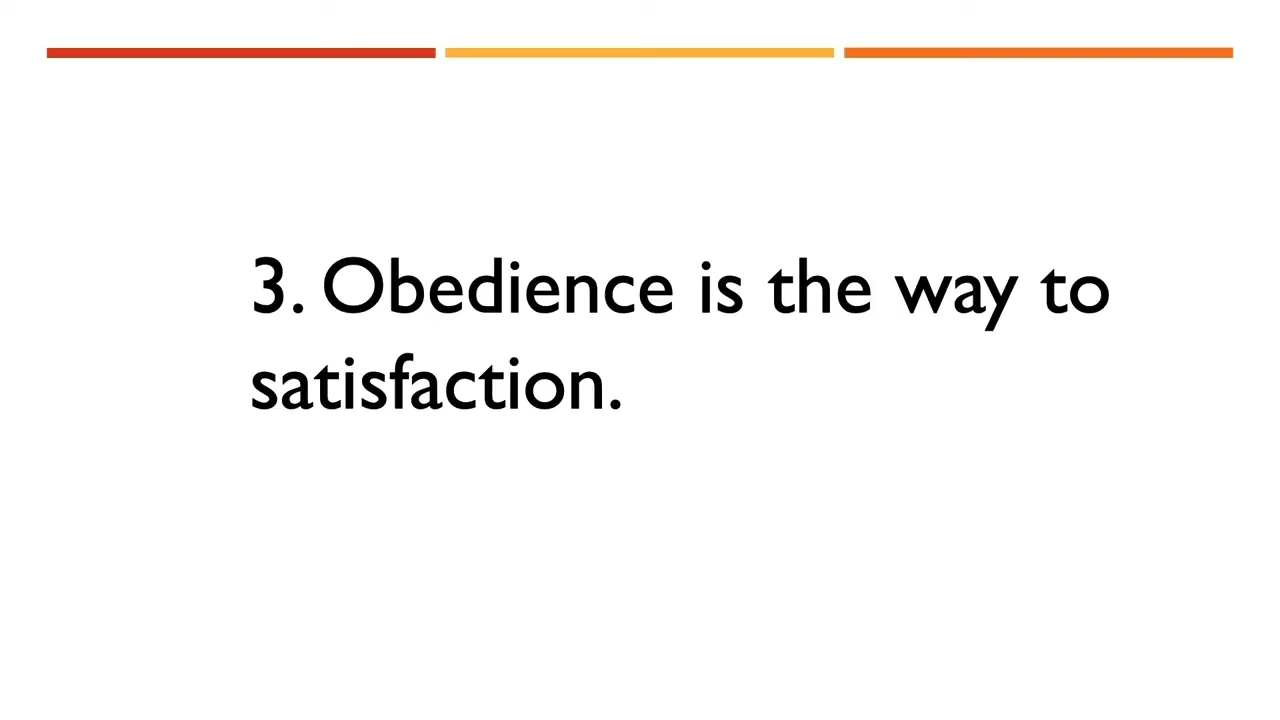 3. Obedience is the way to
satisfaction.